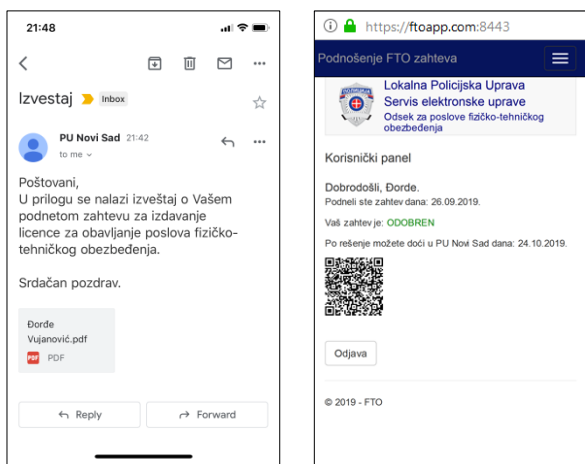 21:48
Izvestaj
Inbox
PU Novi Sad 21:42
to me
Poštovani,
U prilogu se nalazi izveštaj o Vašem
podnetom zahtevu za izdavanje
licence za obavljanje poslova fizičko-
tehničkog obezbeđenja.
Srdačan pozdrav.
Đorđe
Vujanović.pdf
PDF
PDF
Reply
Forward
https://ftoapp.com:8443
Podnošenje FTO zahteva
Lokalna Policijska Uprava
Servis elektronske uprave
Odsek za poslove fizičko-tehničkog
obezbeđenja
Korisnički panel
Dobrodošli, Đorđe.
Podneli ste zahtev dana: 26.09.2019.
Vaš zahtev je: ODOBREN
Po rešenje možete doći u PU Novi Sad dana: 24.10.2019.
Odjava
© 2019 - FTO